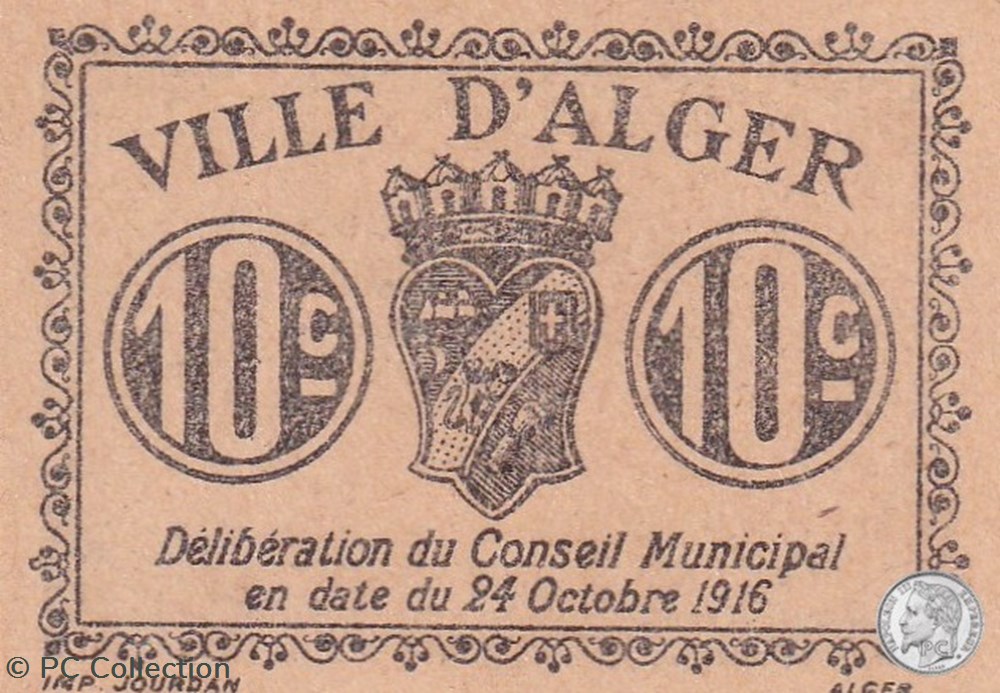 VILLE D'ALGER
10c 10c
Délibération du Conseil Municipal
en date du 24 Octobre 1916
© PC Collection
IMP. JOURDAN ALGER
PC